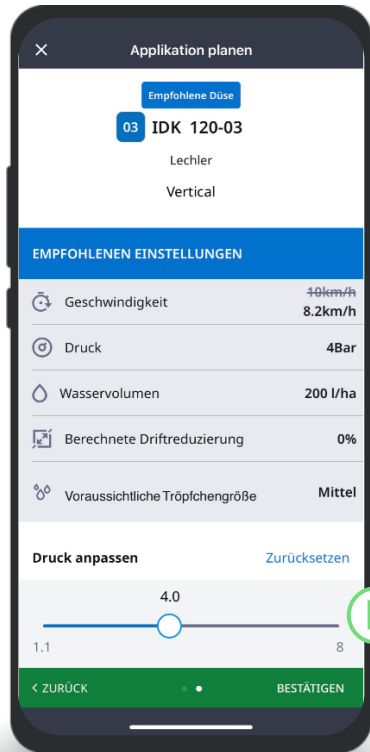 Applikation planen
Empfohlene Düse
03 IDK 120-03
Lechler
Vertical
EMPFOHLENEN EINSTELLUNGEN
Geschwindigkeit 10km/h
8.2km/h
Druck 4Bar
Wasservolumen 200 l/ha
Berechnete Driftreduzierung 0%
Voraussichtliche Tröpfchengröße Mittel
Druck anpassen Zurücksetzen
4.0
1.1 8
< ZURÜCK BESTÄTIGEN